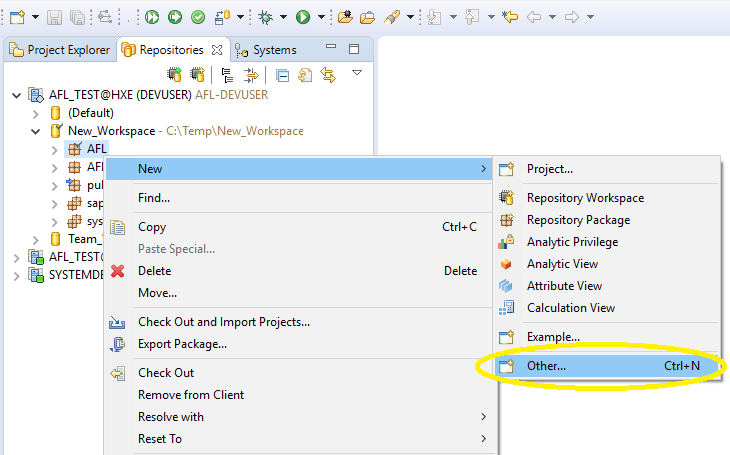 Project Explorer Repositories Systems
AFL_TEST@HXE (DEVUSER) AFL-DEVUSER
(Default)
New_Workspace - C:\Temp\New_Workspace
AFL
AFL
pul
sap
sys
Team_
AFL_TEST@
SYSTEMDE
New
Find...
Copy Ctrl+C
Paste Special...
Delete Delete
Move...
Check Out and Import Projects...
Export Package...
Check Out
Remove from Client
Resolve with
Reset To
Project...
Repository Workspace
Repository Package
Analytic Privilege
Analytic View
Attribute View
Calculation View
Example...
Other... Ctrl+N